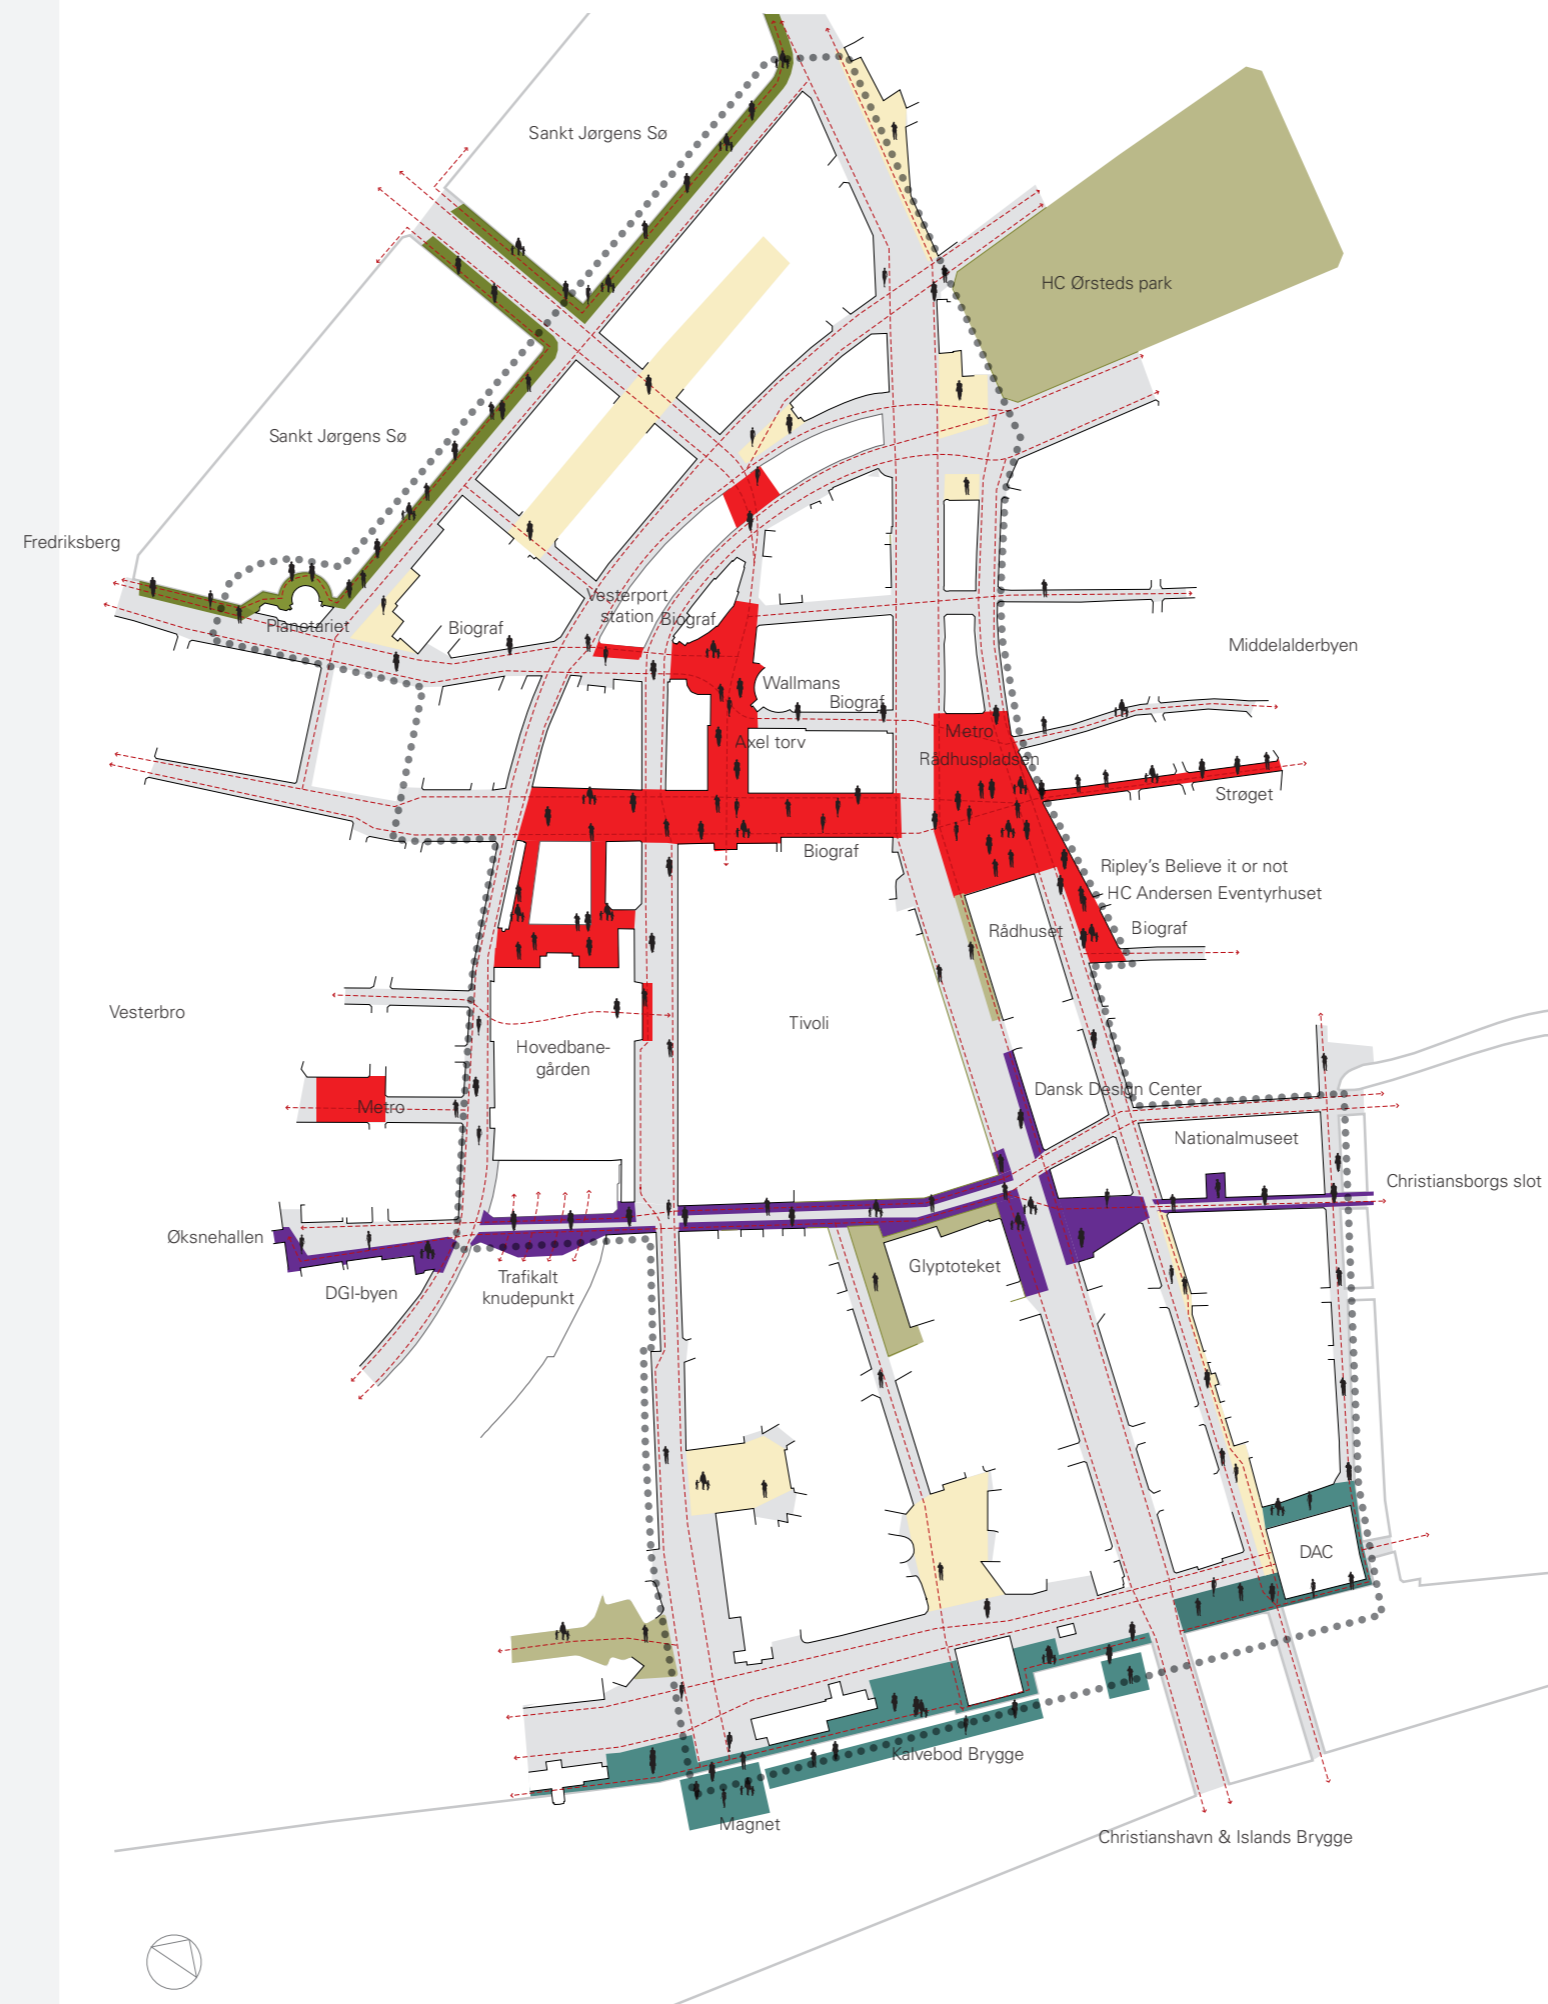 Sankt Jørgens Sø
HC Ørsteds park
Sankt Jørgens Sø
Fredriksberg
Vesterport
station
Biograf
Planetariet
Biograf
Middelalderbyen
Wallmans
Biograf
Metro
Axel torv
Rådhuspladsen
Strøget
Biograf
Ripley's Believe it or not
HC Andersen Eventyrhuset
Rådhuset
Biograf
Vesterbro
Tivoli
Hovedbane-
gården
Dansk Design Center
Metro
Nationalmuseet
Christiansborgs slot
Øksnehallen
Glyptoteket
Trafikalt
knudepunkt
DGI-byen
DAC
Kalvebod Brygge
Magnet
Christianshavn & Islands Brygge